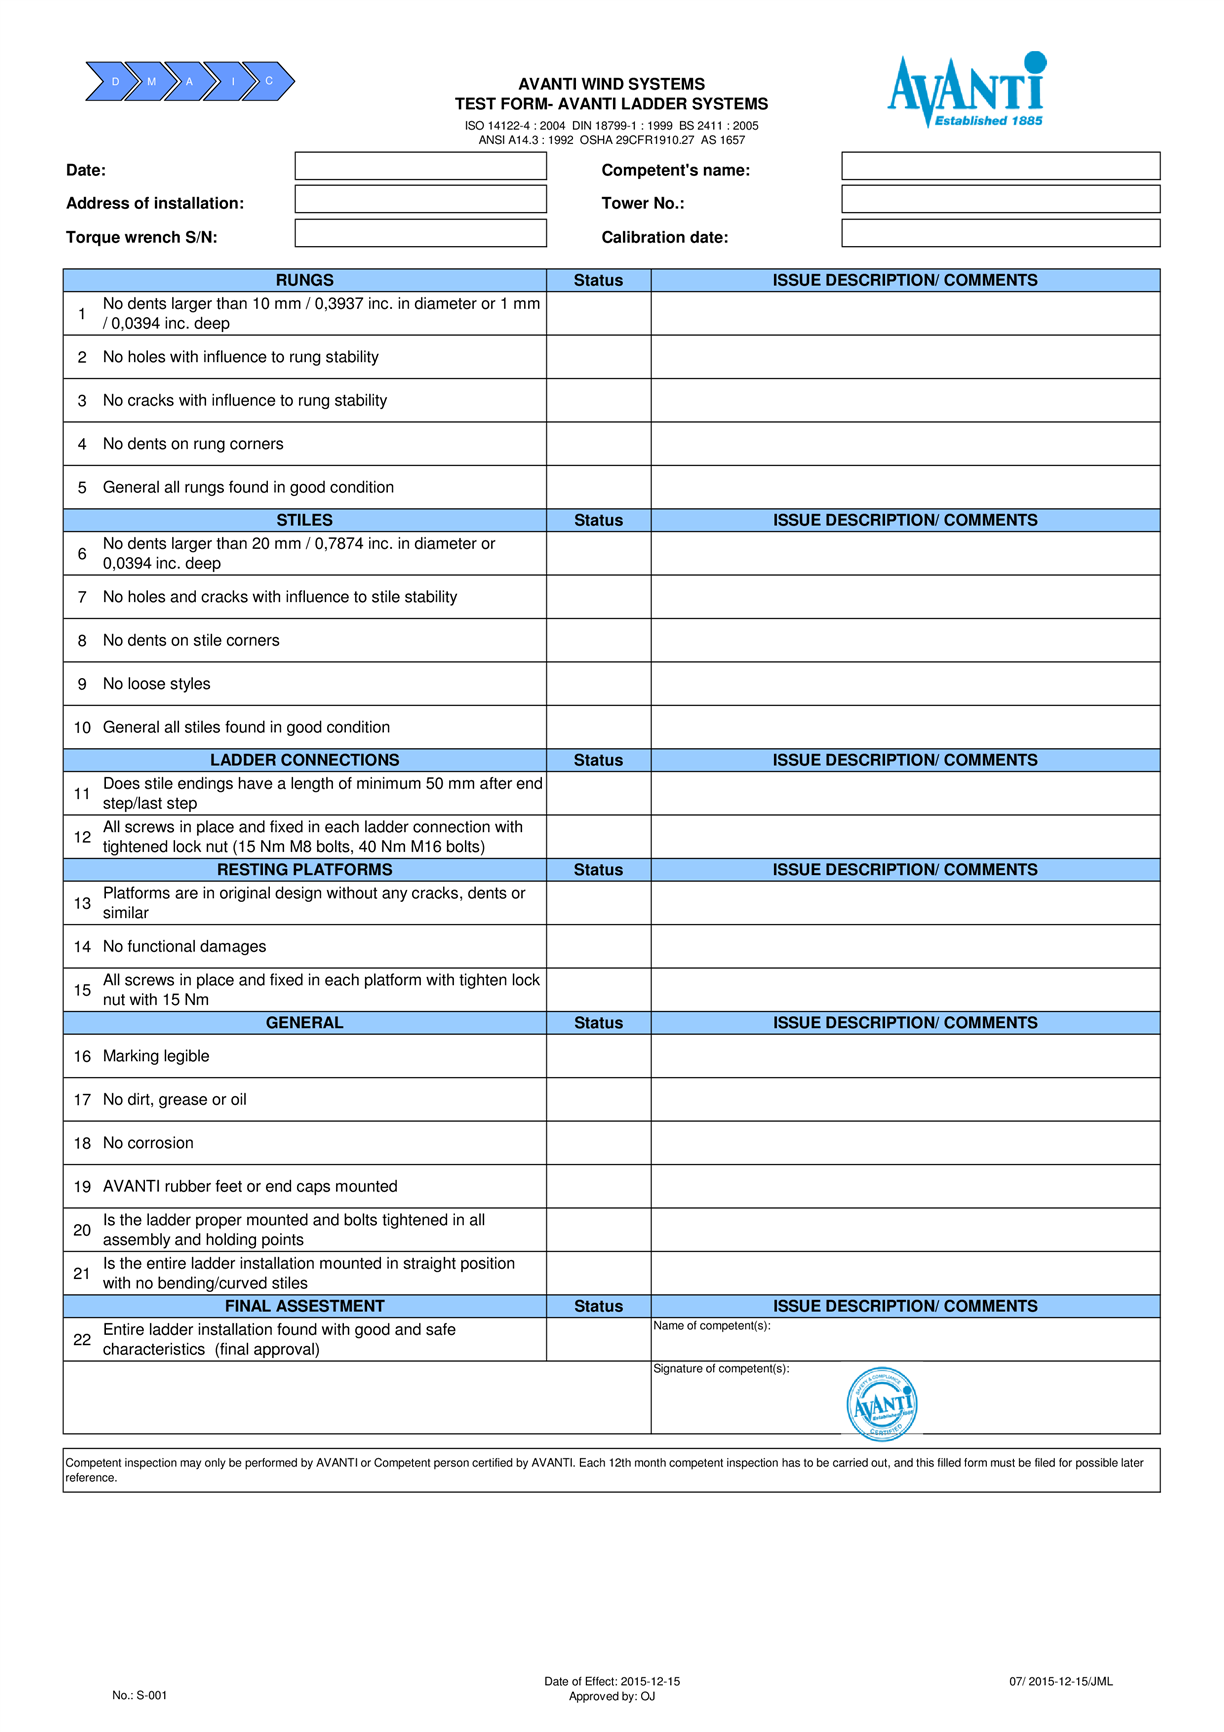 D M A I C
AVANTI WIND SYSTEMS
TEST FORM- AVANTI LADDER SYSTEMS
ISO 14122-4 : 2004 DIN 18799-1 : 1999 BS 2411 : 2005
ANSI A14.3 : 1992 OSHA 29CFR1910.27 AS 1657
AVANTI
Established 1885
Date: Competent's name:
Address of installation: Tower No.:
Torque wrench S/N: Calibration date:
RUNGS Status ISSUE DESCRIPTION/ COMMENTS
1 No dents larger than 10 mm / 0,3937 inc. in diameter or 1 mm
/ 0,0394 inc. deep
2 No holes with influence to rung stability
3 No cracks with influence to rung stability
4 No dents on rung corners
5 General all rungs found in good condition
STILES Status ISSUE DESCRIPTION/ COMMENTS
6 No dents larger than 20 mm / 0,7874 inc. in diameter or
0,0394 inc. deep
7 No holes and cracks with influence to stile stability
8 No dents on stile corners
9 No loose styles
10 General all stiles found in good condition
LADDER CONNECTIONS Status ISSUE DESCRIPTION/ COMMENTS
11 Does stile endings have a length of minimum 50 mm after end
step/last step
12 All screws in place and fixed in each ladder connection with
tightened lock nut (15 Nm M8 bolts, 40 Nm M16 bolts)
RESTING PLATFORMS Status ISSUE DESCRIPTION/ COMMENTS
13 Platforms are in original design without any cracks, dents or
similar
14 No functional damages
15 All screws in place and fixed in each platform with tighten lock
nut with 15 Nm
GENERAL Status ISSUE DESCRIPTION/ COMMENTS
16 Marking legible
17 No dirt, grease or oil
18 No corrosion
19 AVANTI rubber feet or end caps mounted
20 Is the ladder proper mounted and bolts tightened in all
assembly and holding points
21 Is the entire ladder installation mounted in straight position
with no bending/curved stiles
FINAL ASSESTMENT Status ISSUE DESCRIPTION/ COMMENTS
22 Entire ladder installation found with good and safe
characteristics (final approval)
Name of competent(s):
Signature of competent(s):
SAFETY & COMPLIANCE
AVANTI
Established 1885
CERTIFIED
Competent inspection may only be performed by AVANTI or Competent person certified by AVANTI. Each 12th month competent inspection has to be carried out, and this filled form must be filed for possible later
reference.
No.: S-001
Date of Effect: 2015-12-15
Approved by: OJ
07/ 2015-12-15/JML